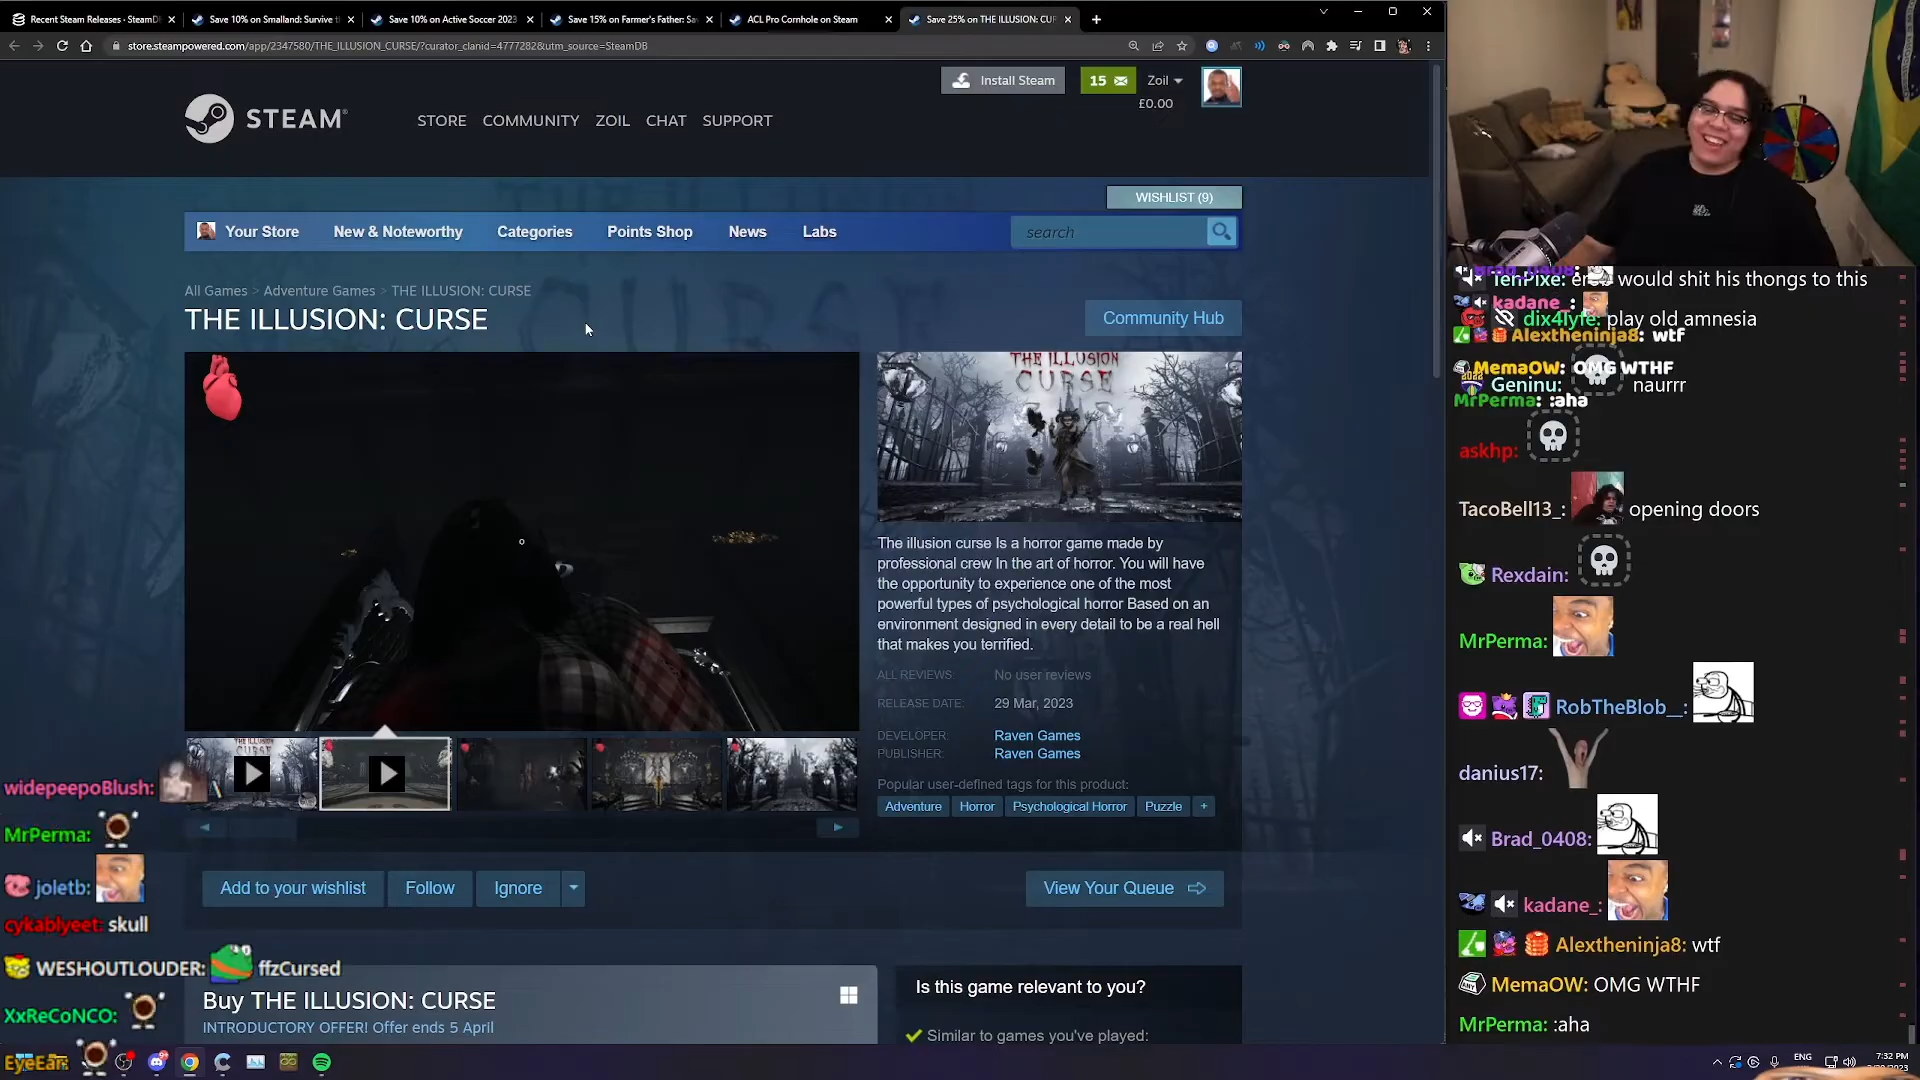 Recent Steam Releases · SteamDB
Save 10% on Smalland: Survive t
Save 10% on Active Soccer 2023
Save 15% on Farmer's Father: Sa
ACL Pro Cornhole on Steam
Save 25% on THE ILLUSION: CUR
store.steampowered.com/app/2347580/THE_ILLUSION_CURSE/?curator_clanid=4777282&utm_source=SteamDB
Install Steam
15
Zoil
£0.00
STEAM®
STORE COMMUNITY ZOIL CHAT SUPPORT
WISHLIST (9)
Your Store New & Noteworthy Categories Points Shop News Labs
search
All Games > Adventure Games > THE ILLUSION: CURSE
THE ILLUSION: CURSE
Community Hub
THE ILLUSION
CURSE
The illusion curse Is a horror game made by
professional crew In the art of horror. You will have
the opportunity to experience one of the most
powerful types of psychological horror Based on an
environment designed in every detail to be a real hell
that makes you terrified.
ALL REVIEWS: No user reviews
RELEASE DATE: 29 Mar, 2023
DEVELOPER: Raven Games
PUBLISHER: Raven Games
Popular user-defined tags for this product:
Adventure Horror Psychological Horror Puzzle +
Add to your wishlist Follow Ignore
View Your Queue
Buy THE ILLUSION: CURSE
INTRODUCTORY OFFER! Offer ends 5 April
Is this game relevant to you?
Similar to games you've played:
widepeepoBlush:
MrPerma:
joletb:
cykablyeet: skull
WESHOUTLOUDER: ffzCursed
XxReCoNCO:
EyeEan:
Brad_0408:
TenPixe: would shit his thongs to this
kadane_:
dix4lyfe: play old amnesia
Alextheninja8: wtf
MemaOW: OMG WTHF
Geninu: naurrr
MrPerma: :aha
askhp:
TacoBell13_: opening doors
Rexdain:
MrPerma:
RobTheBlob__:
danius17:
Brad_0408:
kadane_:
Alextheninja8: wtf
MemaOW: OMG WTHF
MrPerma: :aha
ENG
7:32 PM